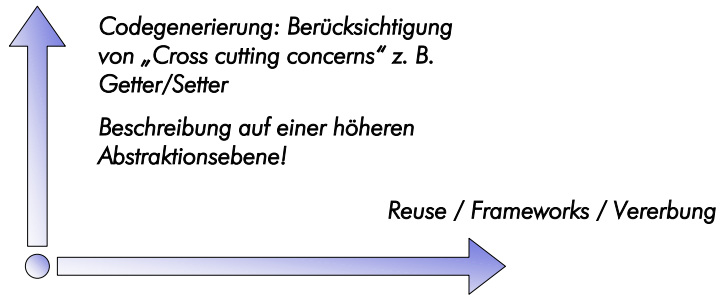 Codegenerierung: Berücksichtigung
von „Cross cutting concerns“ z. B.
Getter/Setter
Beschreibung auf einer höheren
Abstraktionsebene!
Reuse / Frameworks / Vererbung